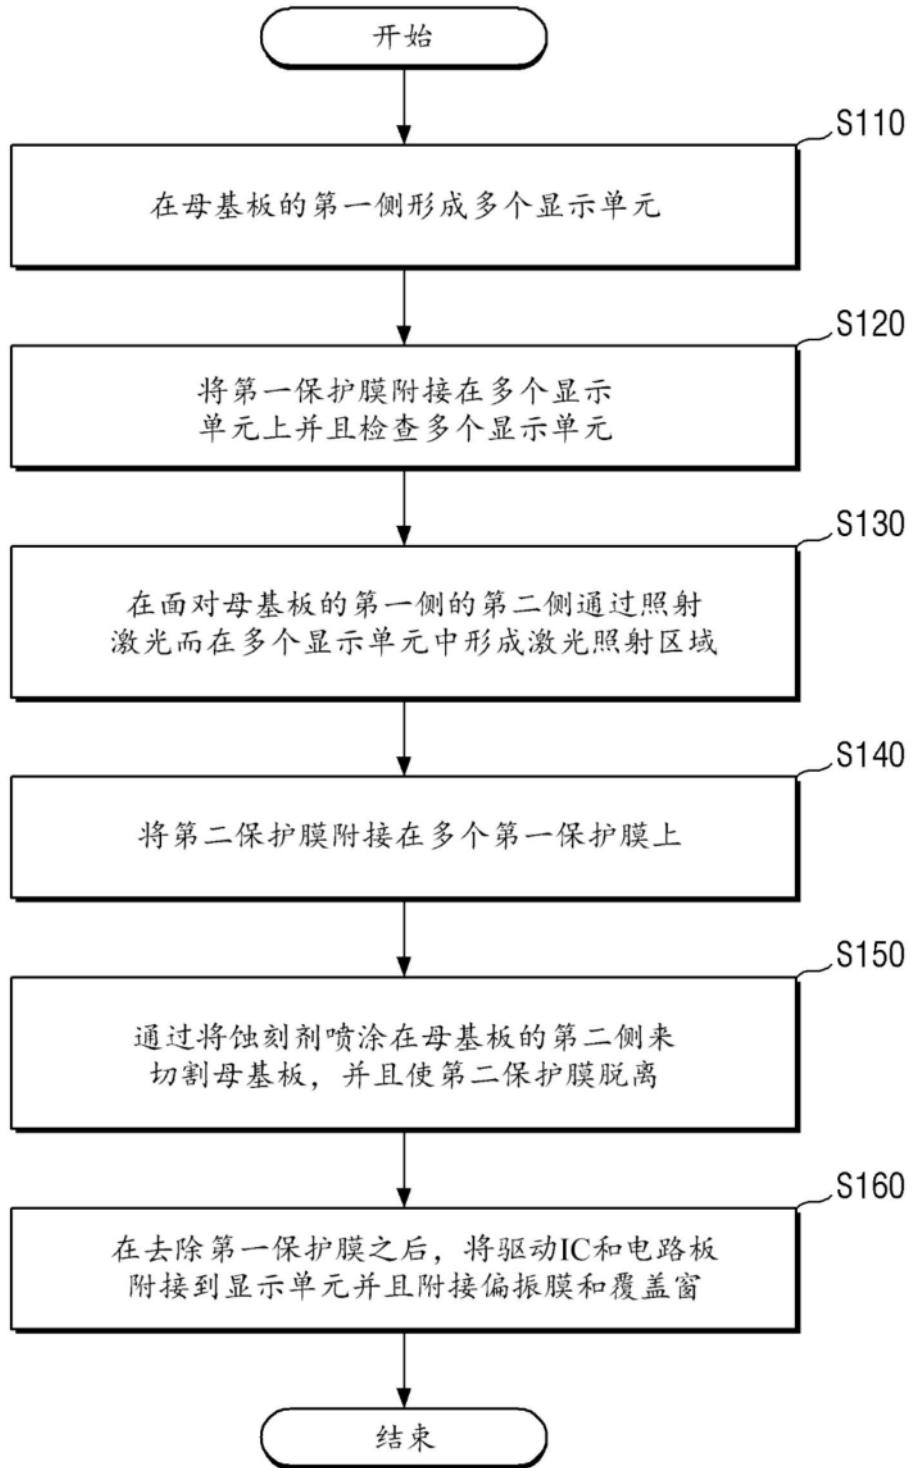 开始
S110
在母基板的第一侧形成多个显示单元
S120
将第一保护膜附接在多个显示
单元上并且检查多个显示单元
S130
在面对母基板的第一侧的第二侧通过照射
激光而在多个显示单元中形成激光照射区域
S140
将第二保护膜附接在多个第一保护膜上
S150
通过将蚀刻剂喷涂在母基板的第二侧来
切割母基板，并且使第二保护膜脱离
S160
在去除第一保护膜之后，将驱动IC和电路板
附接到显示单元并且附接偏振膜和覆盖窗
结束